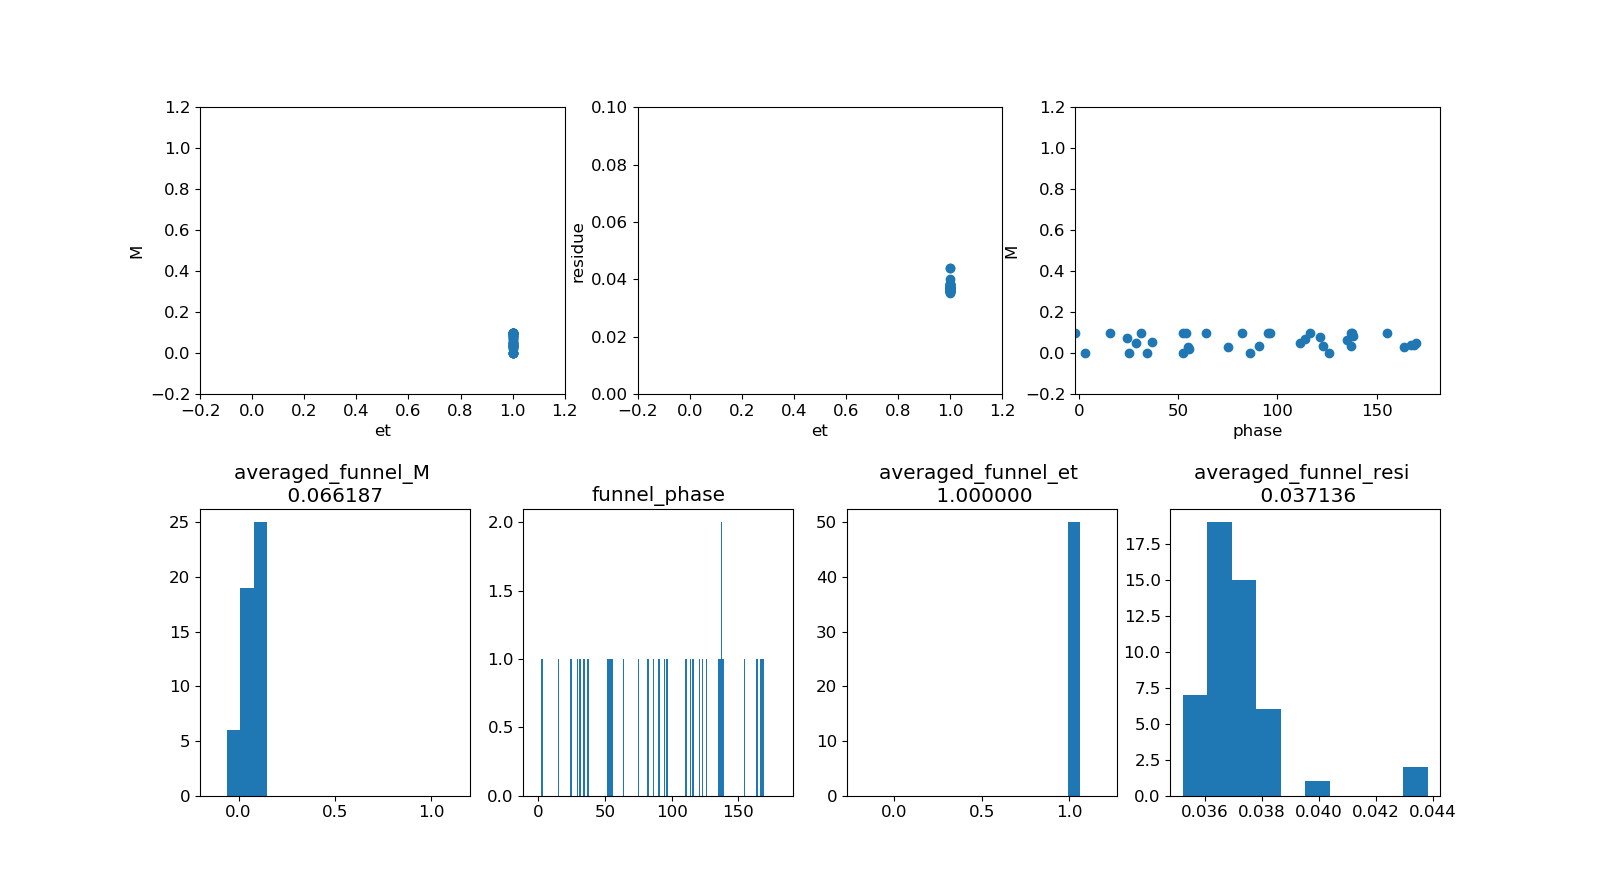 1.2
1.0
0.8
0.6
0.4
0.2
0.0
−0.2
M
−0.2 0.0 0.2 0.4 0.6 0.8 1.0 1.2
et
0.10
0.08
0.06
0.04
0.02
0.00
residue
−0.2 0.0 0.2 0.4 0.6 0.8 1.0 1.2
et
1.2
1.0
0.8
0.6
0.4
0.2
0.0
−0.2
M
0 50 100 150
phase
averaged_funnel_M
0.066187
25
20
15
10
5
0
0.0 0.5 1.0
funnel_phase
2.0
1.5
1.0
0.5
0.0
0 50 100 150
averaged_funnel_et
1.000000
50
40
30
20
10
0
0.0 0.5 1.0
averaged_funnel_resi
0.037136
17.5
15.0
12.5
10.0
7.5
5.0
2.5
0.0
0.036 0.038 0.040 0.042 0.044